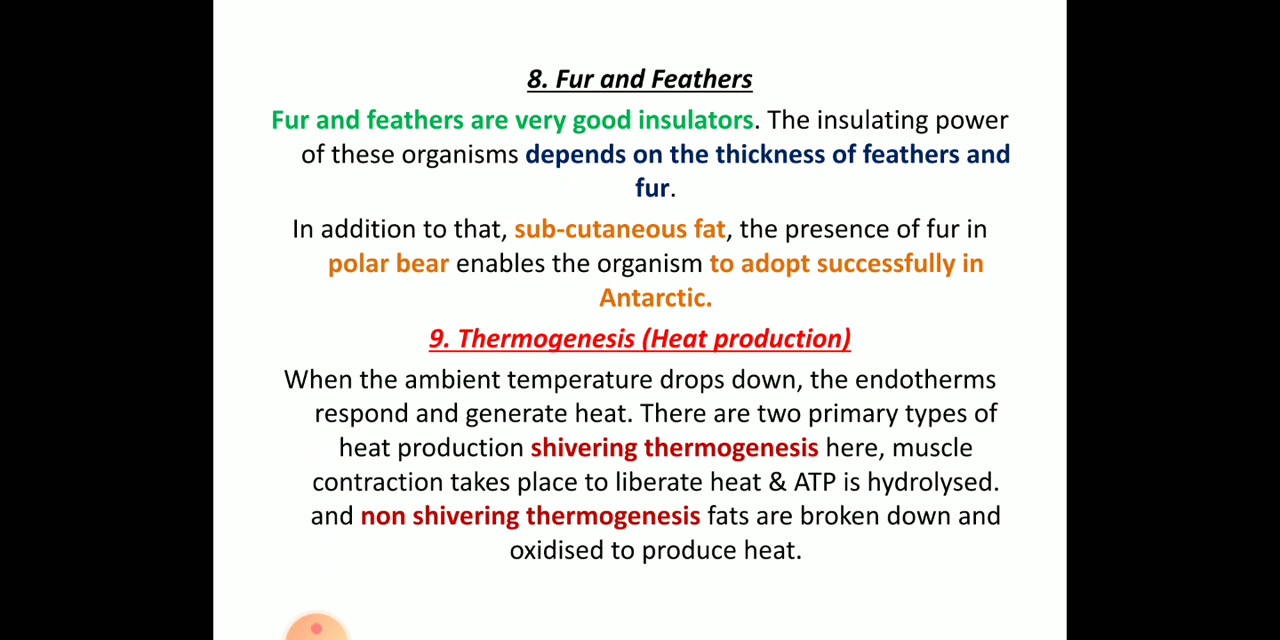 8. Fur and Feathers
Fur and feathers are very good insulators. The insulating power
of these organisms depends on the thickness of feathers and
fur.
In addition to that, sub-cutaneous fat, the presence of fur in
polar bear enables the organism to adopt successfully in
Antarctic.
9. Thermogenesis (Heat production)
When the ambient temperature drops down, the endotherms
respond and generate heat. There are two primary types of
heat production shivering thermogenesis here, muscle
contraction takes place to liberate heat & ATP is hydrolysed.
and non shivering thermogenesis fats are broken down and
oxidised to produce heat.